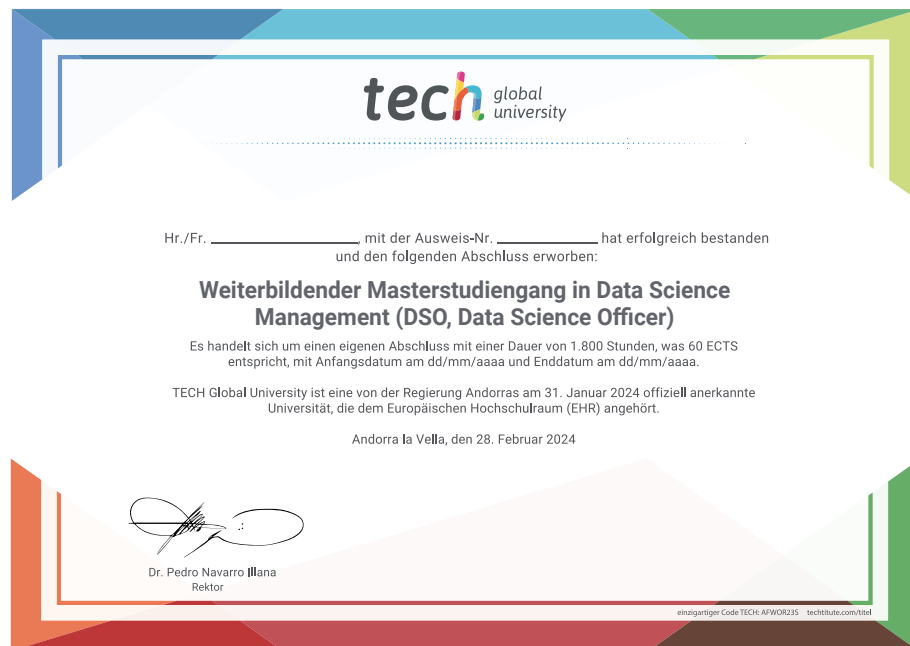 tech global university
Hr./Fr. ____________________, mit der Ausweis-Nr. ______________ hat erfolgreich bestanden
und den folgenden Abschluss erworben:
Weiterbildender Masterstudiengang in Data Science
Management (DSO, Data Science Officer)
Es handelt sich um einen eigenen Abschluss mit einer Dauer von 1.800 Stunden, was 60 ECTS
entspricht, mit Anfangsdatum am dd/mm/aaaa und Enddatum am dd/mm/aaaa.
TECH Global University ist eine von der Regierung Andorras am 31. Januar 2024 offiziell anerkannte
Universität, die dem Europäischen Hochschulraum (EHR) angehört.
Andorra la Vella, den 28. Februar 2024
Dr. Pedro Navarro Illana
Rektor
einzigartiger Code TECH: AFWOR23S techtitute.com/titel